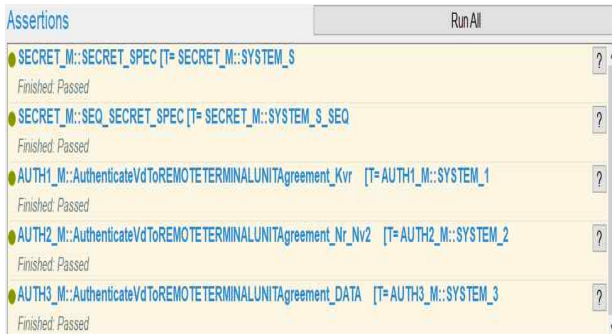 Assertions
Run All
SECRET_M::SECRET_SPEC [T= SECRET_M::SYSTEM_S
?
Finished: Passed
SECRET_M::SEQ_SECRET_SPEC [T= SECRET_M::SYSTEM_S_SEQ
?
Finished: Passed
AUTH1_M::AuthenticateVdToREMOTETERMINALUNITAgreement_Kvr [T= AUTH1_M::SYSTEM_1
?
Finished: Passed
AUTH2_M::AuthenticateVdToREMOTETERMINALUNITAgreement_Nr_Nv2 [T= AUTH2_M::SYSTEM_2
?
Finished: Passed
AUTH3_M::AuthenticateVdToREMOTETERMINALUNITAgreement_DATA [T= AUTH3_M::SYSTEM_3
?
Finished: Passed